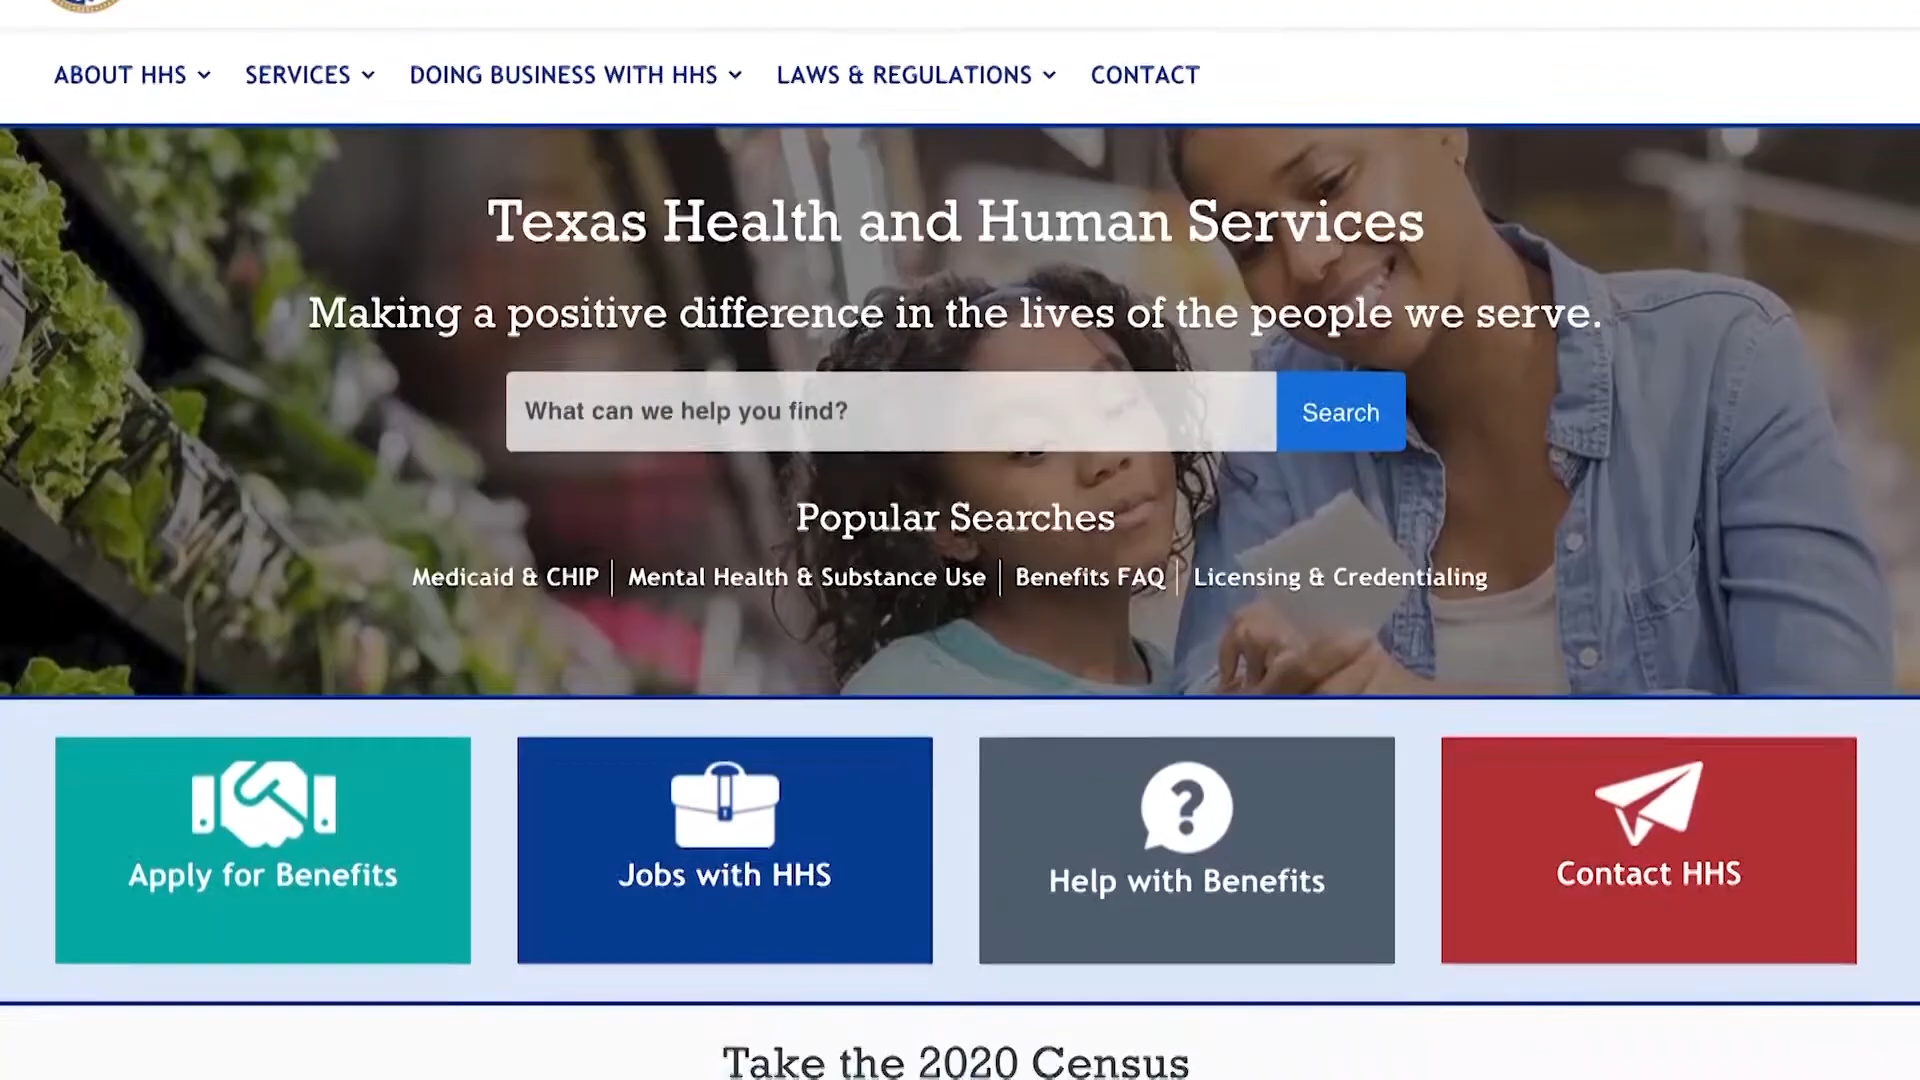 ABOUT HHS SERVICES DOING BUSINESS WITH HHS LAWS & REGULATIONS CONTACT
Texas Health and Human Services
Making a positive difference in the lives of the people we serve.
What can we help you find? Search
Popular Searches
Medicaid & CHIP Mental Health & Substance Use Benefits FAQ Licensing & Credentialing
Apply for Benefits Jobs with HHS Help with Benefits Contact HHS
Take the 2020 Census